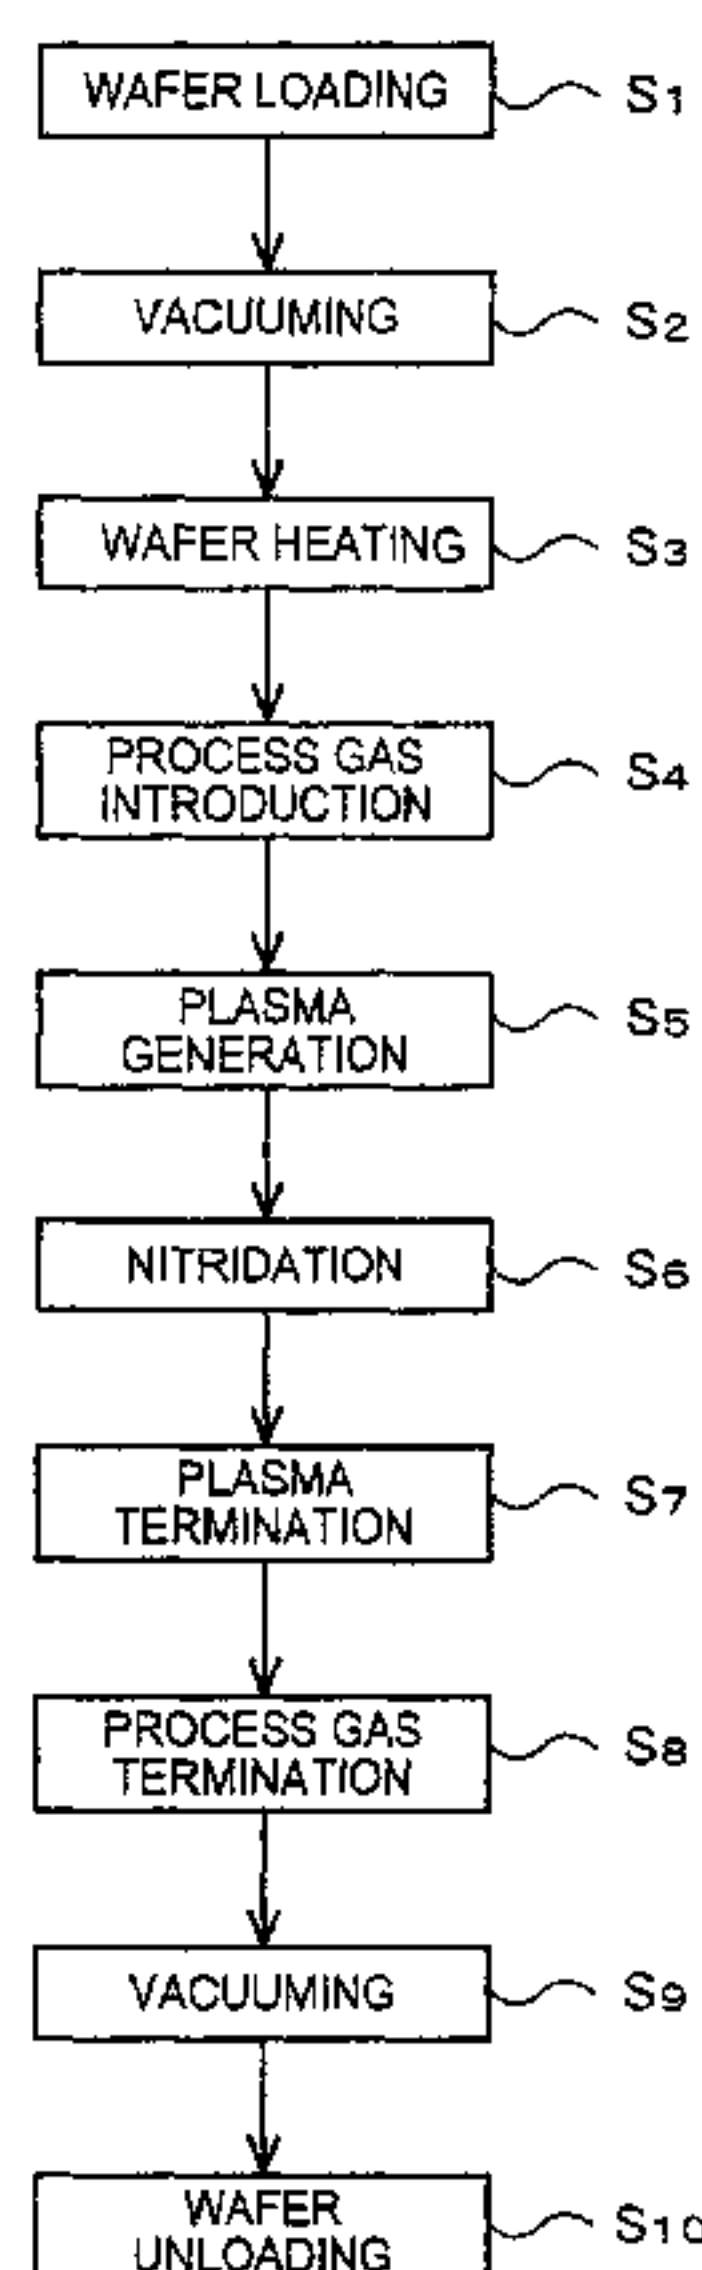 WAFER LOADING S1
VACUUMING S2
WAFER HEATING S3
PROCESS GAS
INTRODUCTION S4
PLASMA
GENERATION S5
NITRIDATION S6
PLASMA
TERMINATION S7
PROCESS GAS
TERMINATION S8
VACUUMING S9
WAFER
UNLOADING S10